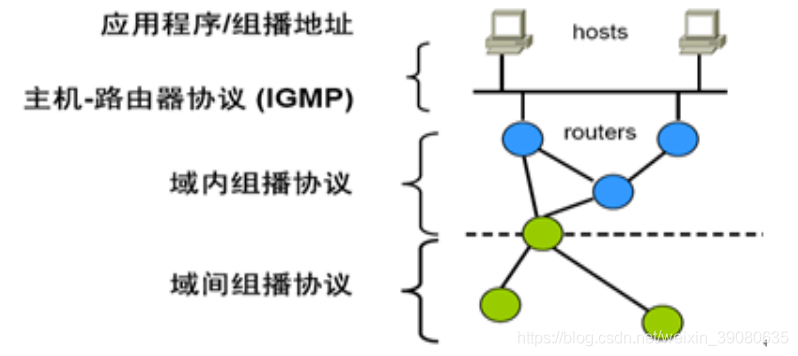 应用程序/组播地址
hosts
主机-路由器协议 (IGMP)
routers
域内组播协议
域间组播协议
https://blog.csdn.net/weixin_39080635